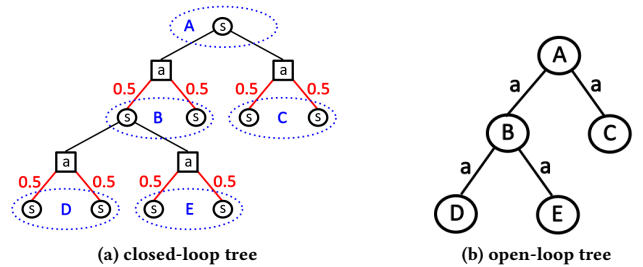 A s
a a
0.5 0.5 0.5 0.5
s B s s C s
a a
0.5 0.5 0.5 0.5
s D s s E s
(a) closed-loop tree
A
a a
B C
a a
D E
(b) open-loop tree